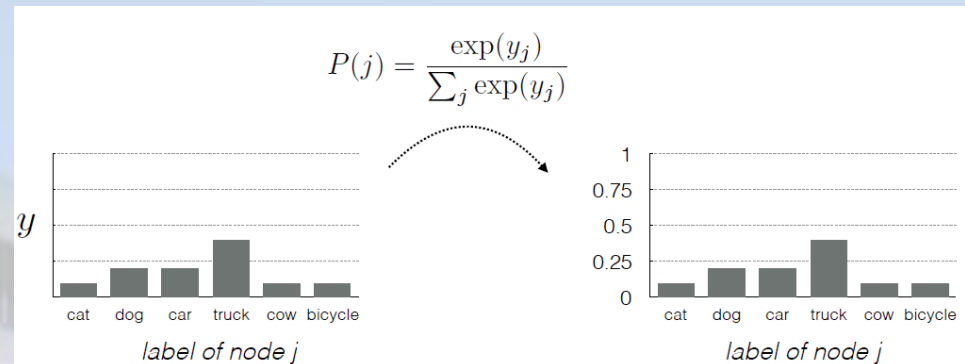 P(j) = exp(y_j) / ∑_j exp(y_j)
y
cat dog car truck cow bicycle
label of node j
1
0.75
0.5
0.25
0
cat dog car truck cow bicycle
label of node j